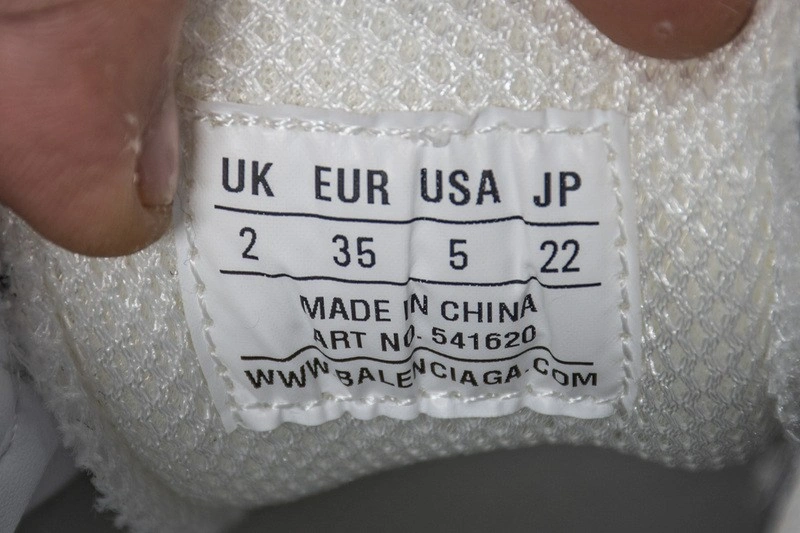 UK EUR USA JP
2 35 5 22
MADE IN CHINA
ART NO. 541620
WWW.BALENCIAGA.COM